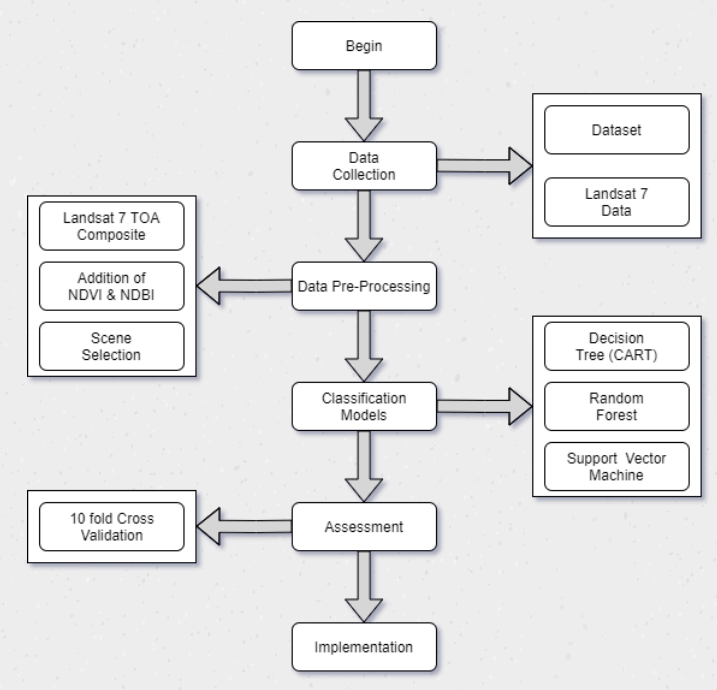 Begin
Data
Collection
Dataset
Landsat 7
Data
Landsat 7 TOA
Composite
Addition of
NDVI & NDBI
Scene
Selection
Data Pre-Processing
Classification
Models
Decision
Tree (CART)
Random
Forest
Support Vector
Machine
10 fold Cross
Validation
Assessment
Implementation